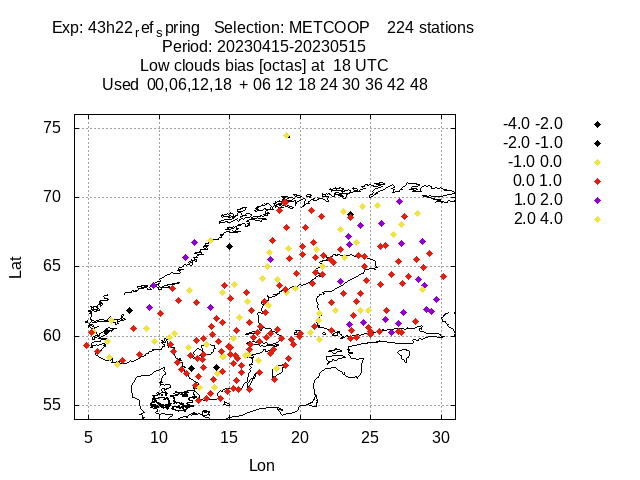 Exp: 43h22ref spring   Selection: METCOOP    224 stations
Period: 20230415-20230515
Low clouds bias [octas] at  18 UTC
Used  00,06,12,18  + 06 12 18 24 30 36 42 48
-4.0 -2.0
-2.0 -1.0
-1.0 0.0
0.0 1.0
1.0 2.0
2.0 4.0
75
70
65
60
55
Lat
5 10 15 20 25 30
Lon